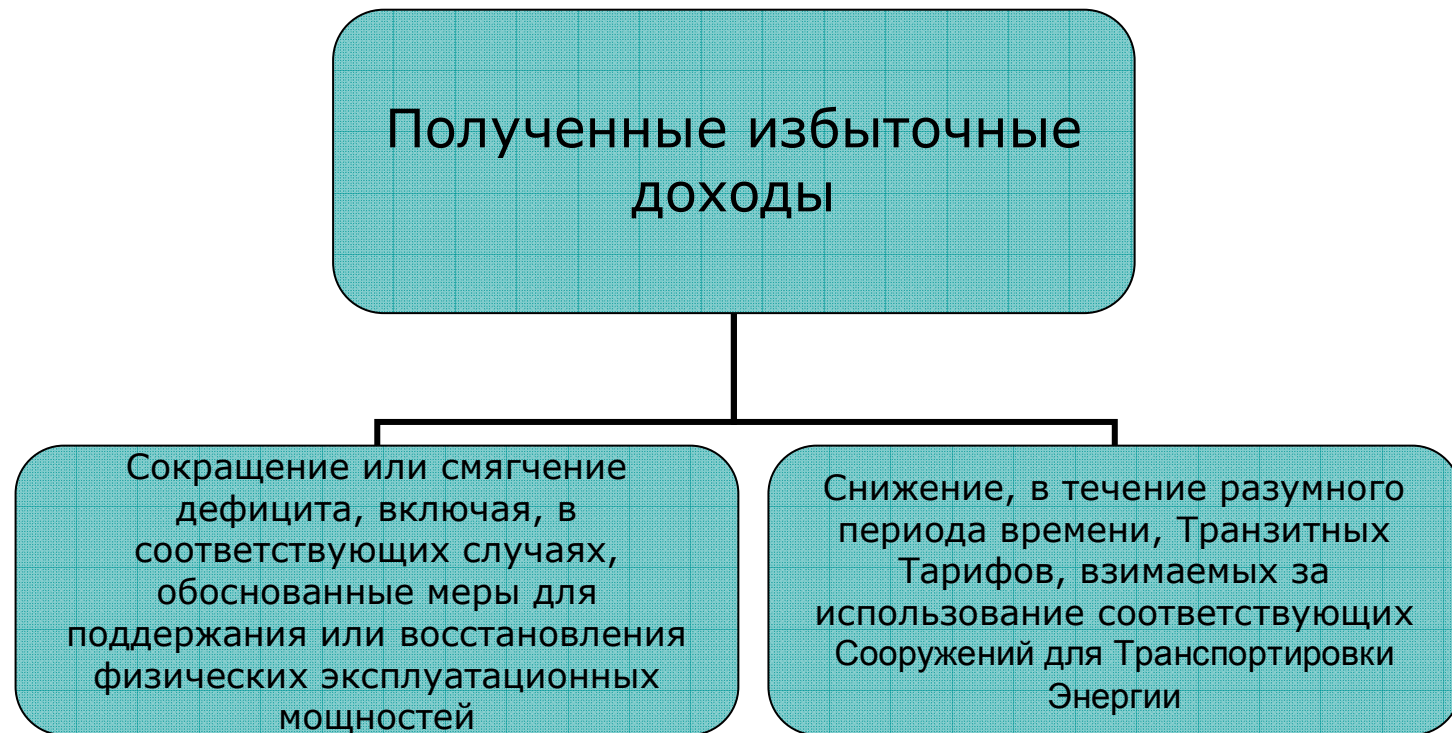 Полученные избыточные
доходы
Сокращение или смягчение
дефицита, включая, в
соответствующих случаях,
обоснованные меры для
поддержания или восстановления
физических эксплуатационных
мощностей
Снижение, в течение разумного
периода времени, Транзитных
Тарифов, взимаемых за
использование соответствующих
Сооружений для Транспортировки
Энергии